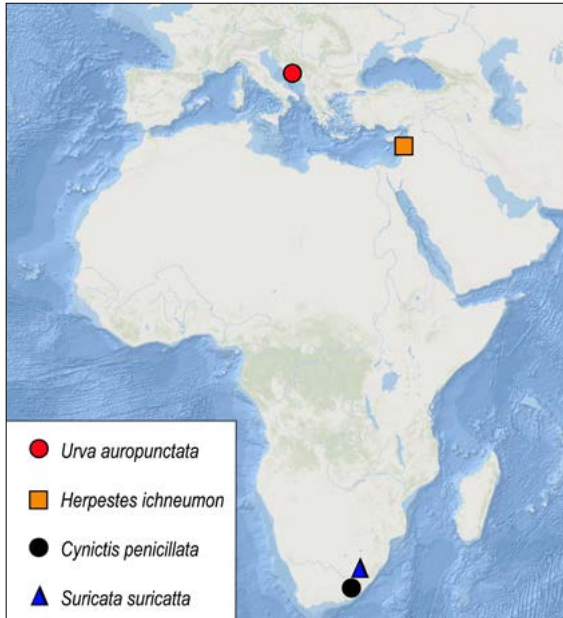 Urva auropunctata
Herpestes ichneumon
Cynictis penicillata
Suricata suricatta